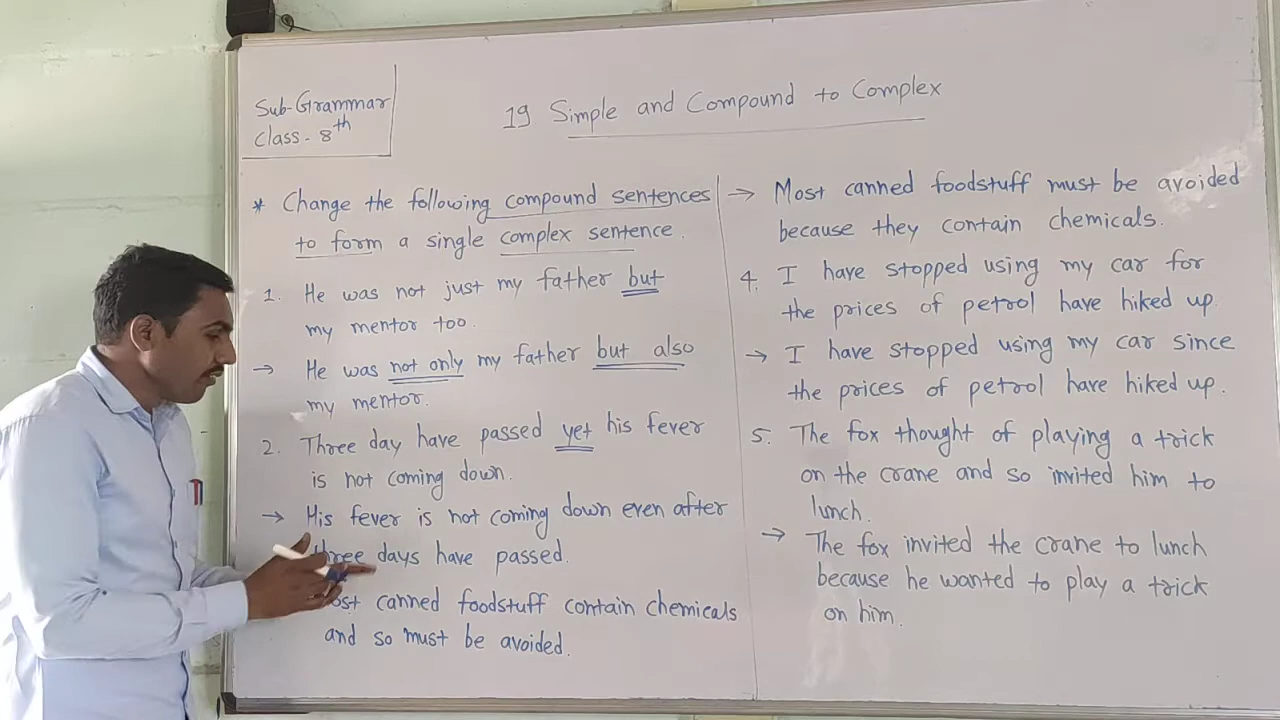 Sub-Grammar
Class- 8th
19 Simple and Compound to Complex
* Change the following compound sentences
to form a single complex sentence.
1. He was not just my father but
my mentor too.
→ He was not only my father but also
my mentor.
2. Three day have passed yet his fever
is not coming down.
→ His fever is not coming down even after
three days have passed.
canned foodstuff contain chemicals
and so must be avoided.
→ Most canned foodstuff must be avoided
because they contain chemicals.
4. I have stopped using my car for
the prices of petrol have hiked up.
→ I have stopped using my car since
the prices of petrol have hiked up.
5. The fox thought of playing a trick
on the crane and so invited him to
lunch.
→ The fox invited the crane to lunch
because he wanted to play a trick
on him.